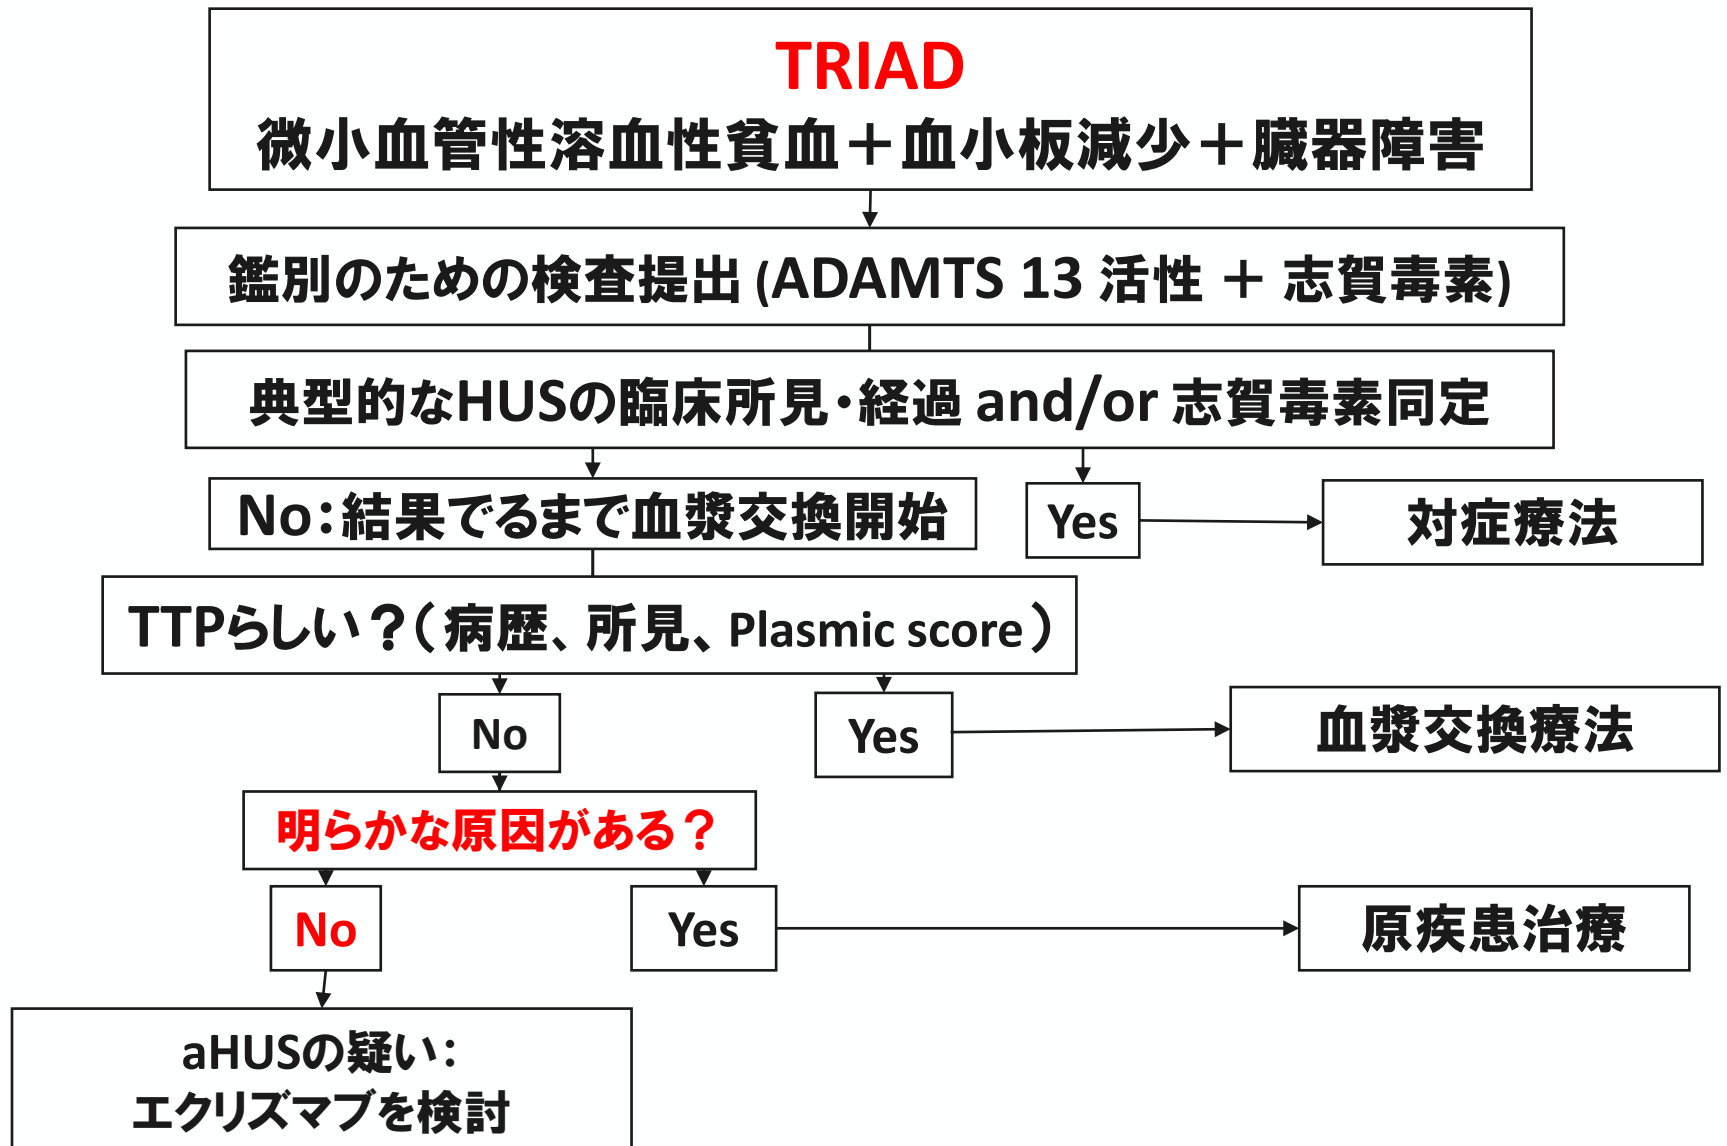 TRIAD
微小血管性溶血性貧血＋血小板減少＋臓器障害
鑑別のための検査提出 (ADAMTS 13 活性 ＋ 志賀毒素)
典型的なHUSの臨床所見・経過 and/or 志賀毒素同定
No：結果でるまで血漿交換開始
Yes
対症療法
TTPらしい？（病歴、所見、Plasmic score）
No
Yes
血漿交換療法
明らかな原因がある？
No
Yes
原疾患治療
aHUSの疑い：
エクリズマブを検討